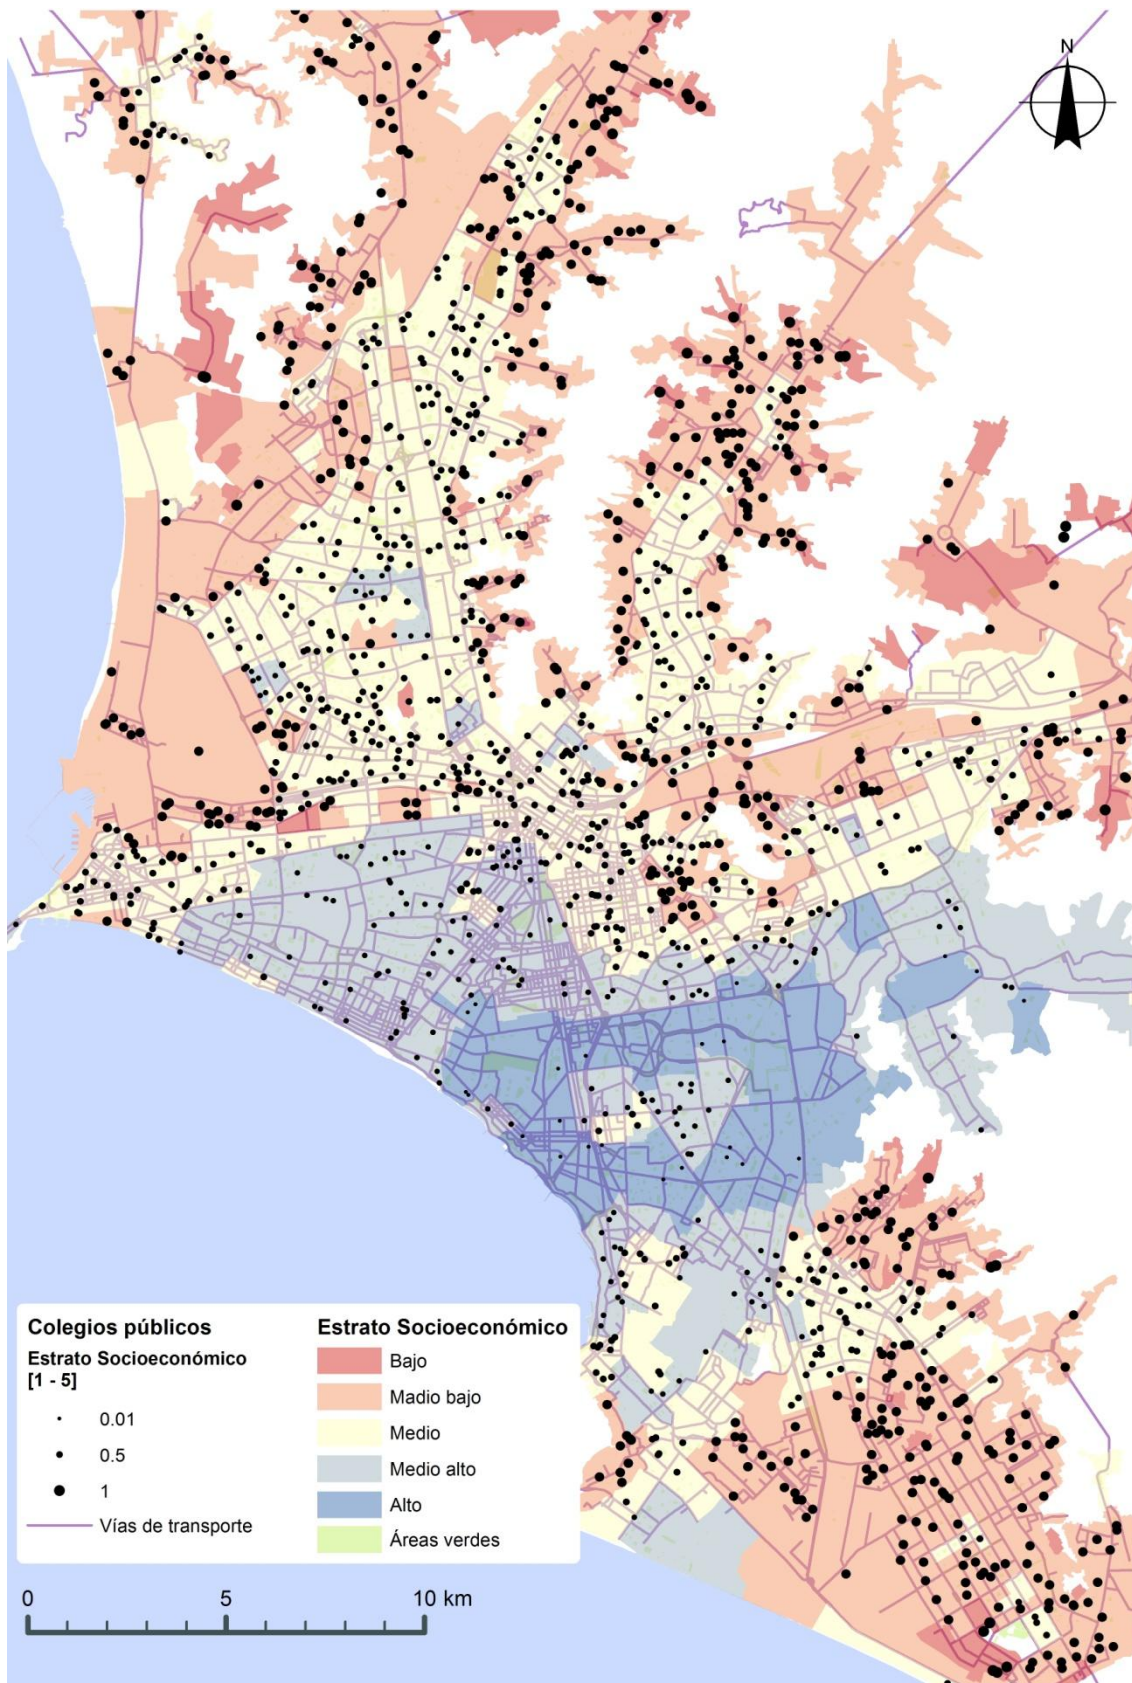 N
Colegios públicos
Estrato Socioeconómico
[1 - 5]
0.01
0.5
1
Vías de transporte
Estrato Socioeconómico
Bajo
Madio bajo
Medio
Medio alto
Alto
Áreas verdes
0 5 10 km